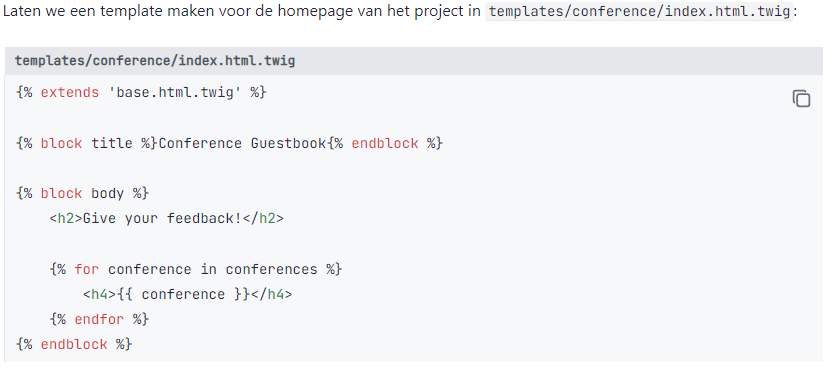 Laten we een template maken voor de homepage van het project in templates/conference/index.html.twig:
templates/conference/index.html.twig
{% extends 'base.html.twig' %}
{% block title %}Conference Guestbook{% endblock %}
{% block body %}
<h2>Give your feedback!</h2>
{% for conference in conferences %}
<h4>{{ conference }}</h4>
{% endfor %}
{% endblock %}